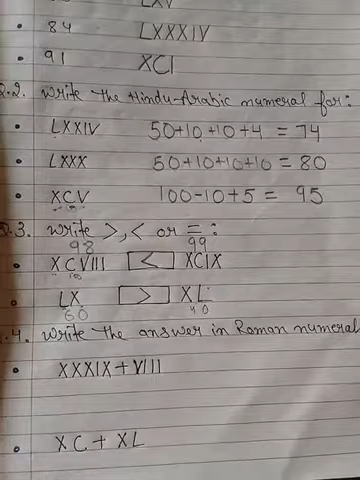 LXV
84 LXXXIV
91 XCI
Q.2. Write the Hindu-Arabic numeral for:
LXXIV 50+10+10+4 = 74
LXXX 50+10+10+10 = 80
XCV 100-10+5 = 95
Q.3. Write >, < or = :
98 99
XCVIII < XCIX
100
LX > XL
60 40
.4. Write the answer in Roman numeral
XXXIX + VIII
XC + XL